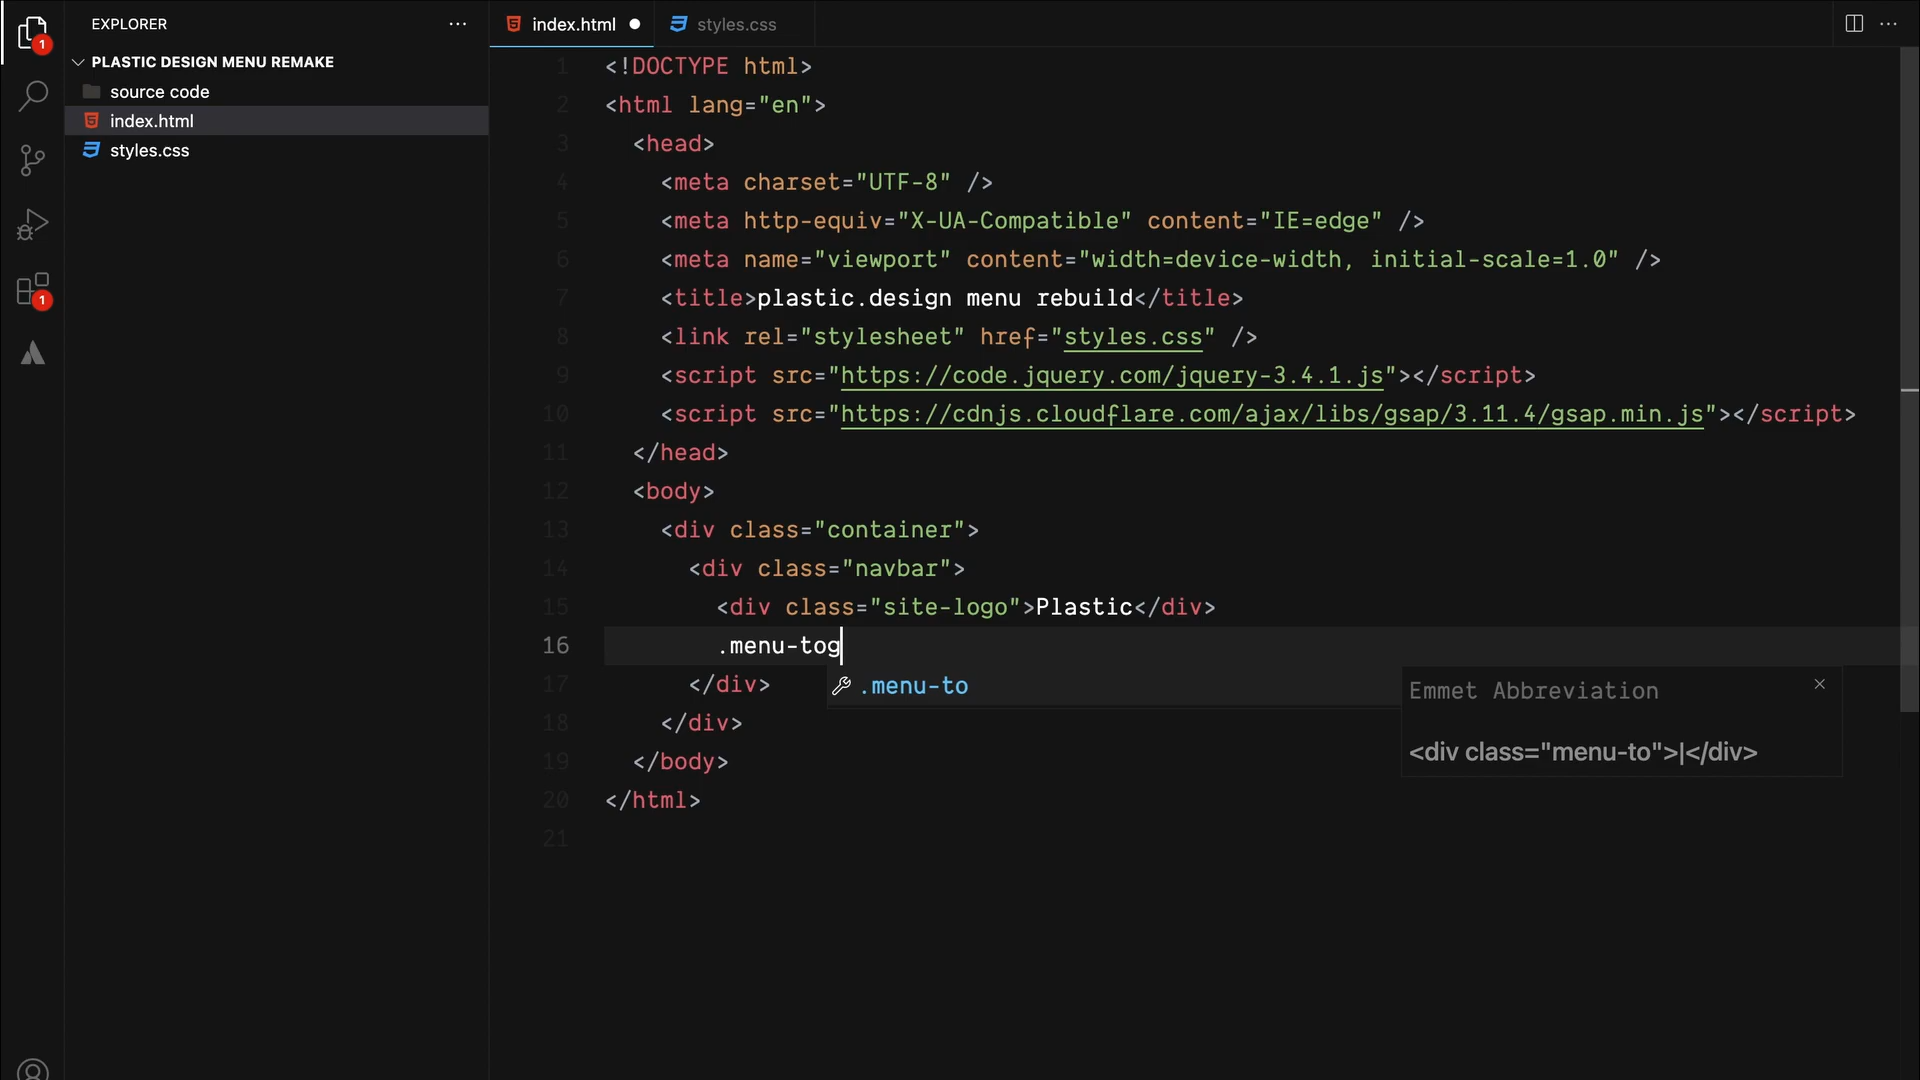 EXPLORER
PLASTIC DESIGN MENU REMAKE
source code
index.html
styles.css
1
1
index.html
styles.css
1 <!DOCTYPE html>
2 <html lang="en">
3 <head>
4 <meta charset="UTF-8" />
5 <meta http-equiv="X-UA-Compatible" content="IE=edge" />
6 <meta name="viewport" content="width=device-width, initial-scale=1.0" />
7 <title>plastic.design menu rebuild</title>
8 <link rel="stylesheet" href="styles.css" />
9 <script src="https://code.jquery.com/jquery-3.4.1.js"></script>
10 <script src="https://cdnjs.cloudflare.com/ajax/libs/gsap/3.11.4/gsap.min.js"></script>
11 </head>
12 <body>
13 <div class="container">
14 <div class="navbar">
15 <div class="site-logo">Plastic</div>
16 .menu-tog
17 </div>
.menu-to
Emmet Abbreviation
<div class="menu-to">|</div>
18 </div>
19 </body>
20 </html>
21